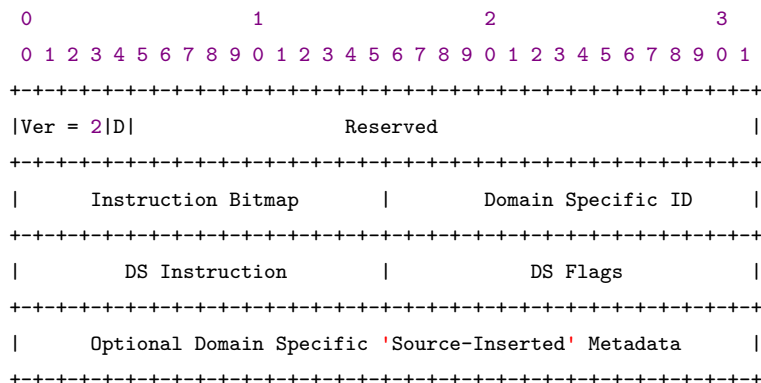 0                   1                   2                   3
 0 1 2 3 4 5 6 7 8 9 0 1 2 3 4 5 6 7 8 9 0 1 2 3 4 5 6 7 8 9 0 1
+-+-+-+-+-+-+-+-+-+-+-+-+-+-+-+-+-+-+-+-+-+-+-+-+-+-+-+-+-+-+-+-+
|Ver = 2|D|                  Reserved                           |
+-+-+-+-+-+-+-+-+-+-+-+-+-+-+-+-+-+-+-+-+-+-+-+-+-+-+-+-+-+-+-+-+
|      Instruction Bitmap       |        Domain Specific ID     |
+-+-+-+-+-+-+-+-+-+-+-+-+-+-+-+-+-+-+-+-+-+-+-+-+-+-+-+-+-+-+-+-+
|         DS Instruction        |            DS Flags           |
+-+-+-+-+-+-+-+-+-+-+-+-+-+-+-+-+-+-+-+-+-+-+-+-+-+-+-+-+-+-+-+-+
|      Optional Domain Specific 'Source-Inserted' Metadata      |
+-+-+-+-+-+-+-+-+-+-+-+-+-+-+-+-+-+-+-+-+-+-+-+-+-+-+-+-+-+-+-+-+